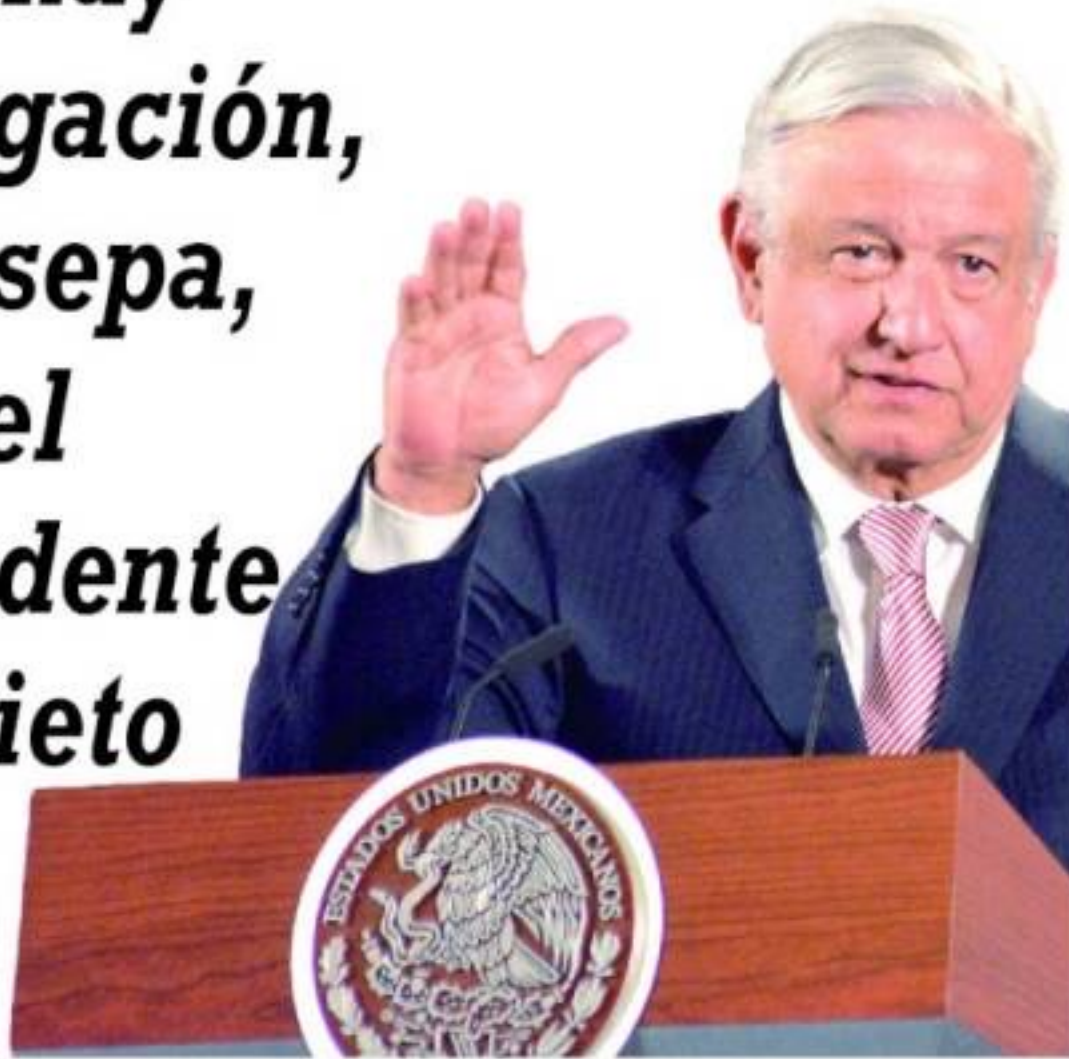 gación,
sepa,
el
dente
ieto
ESTADOS UNIDOS MEXICANOS